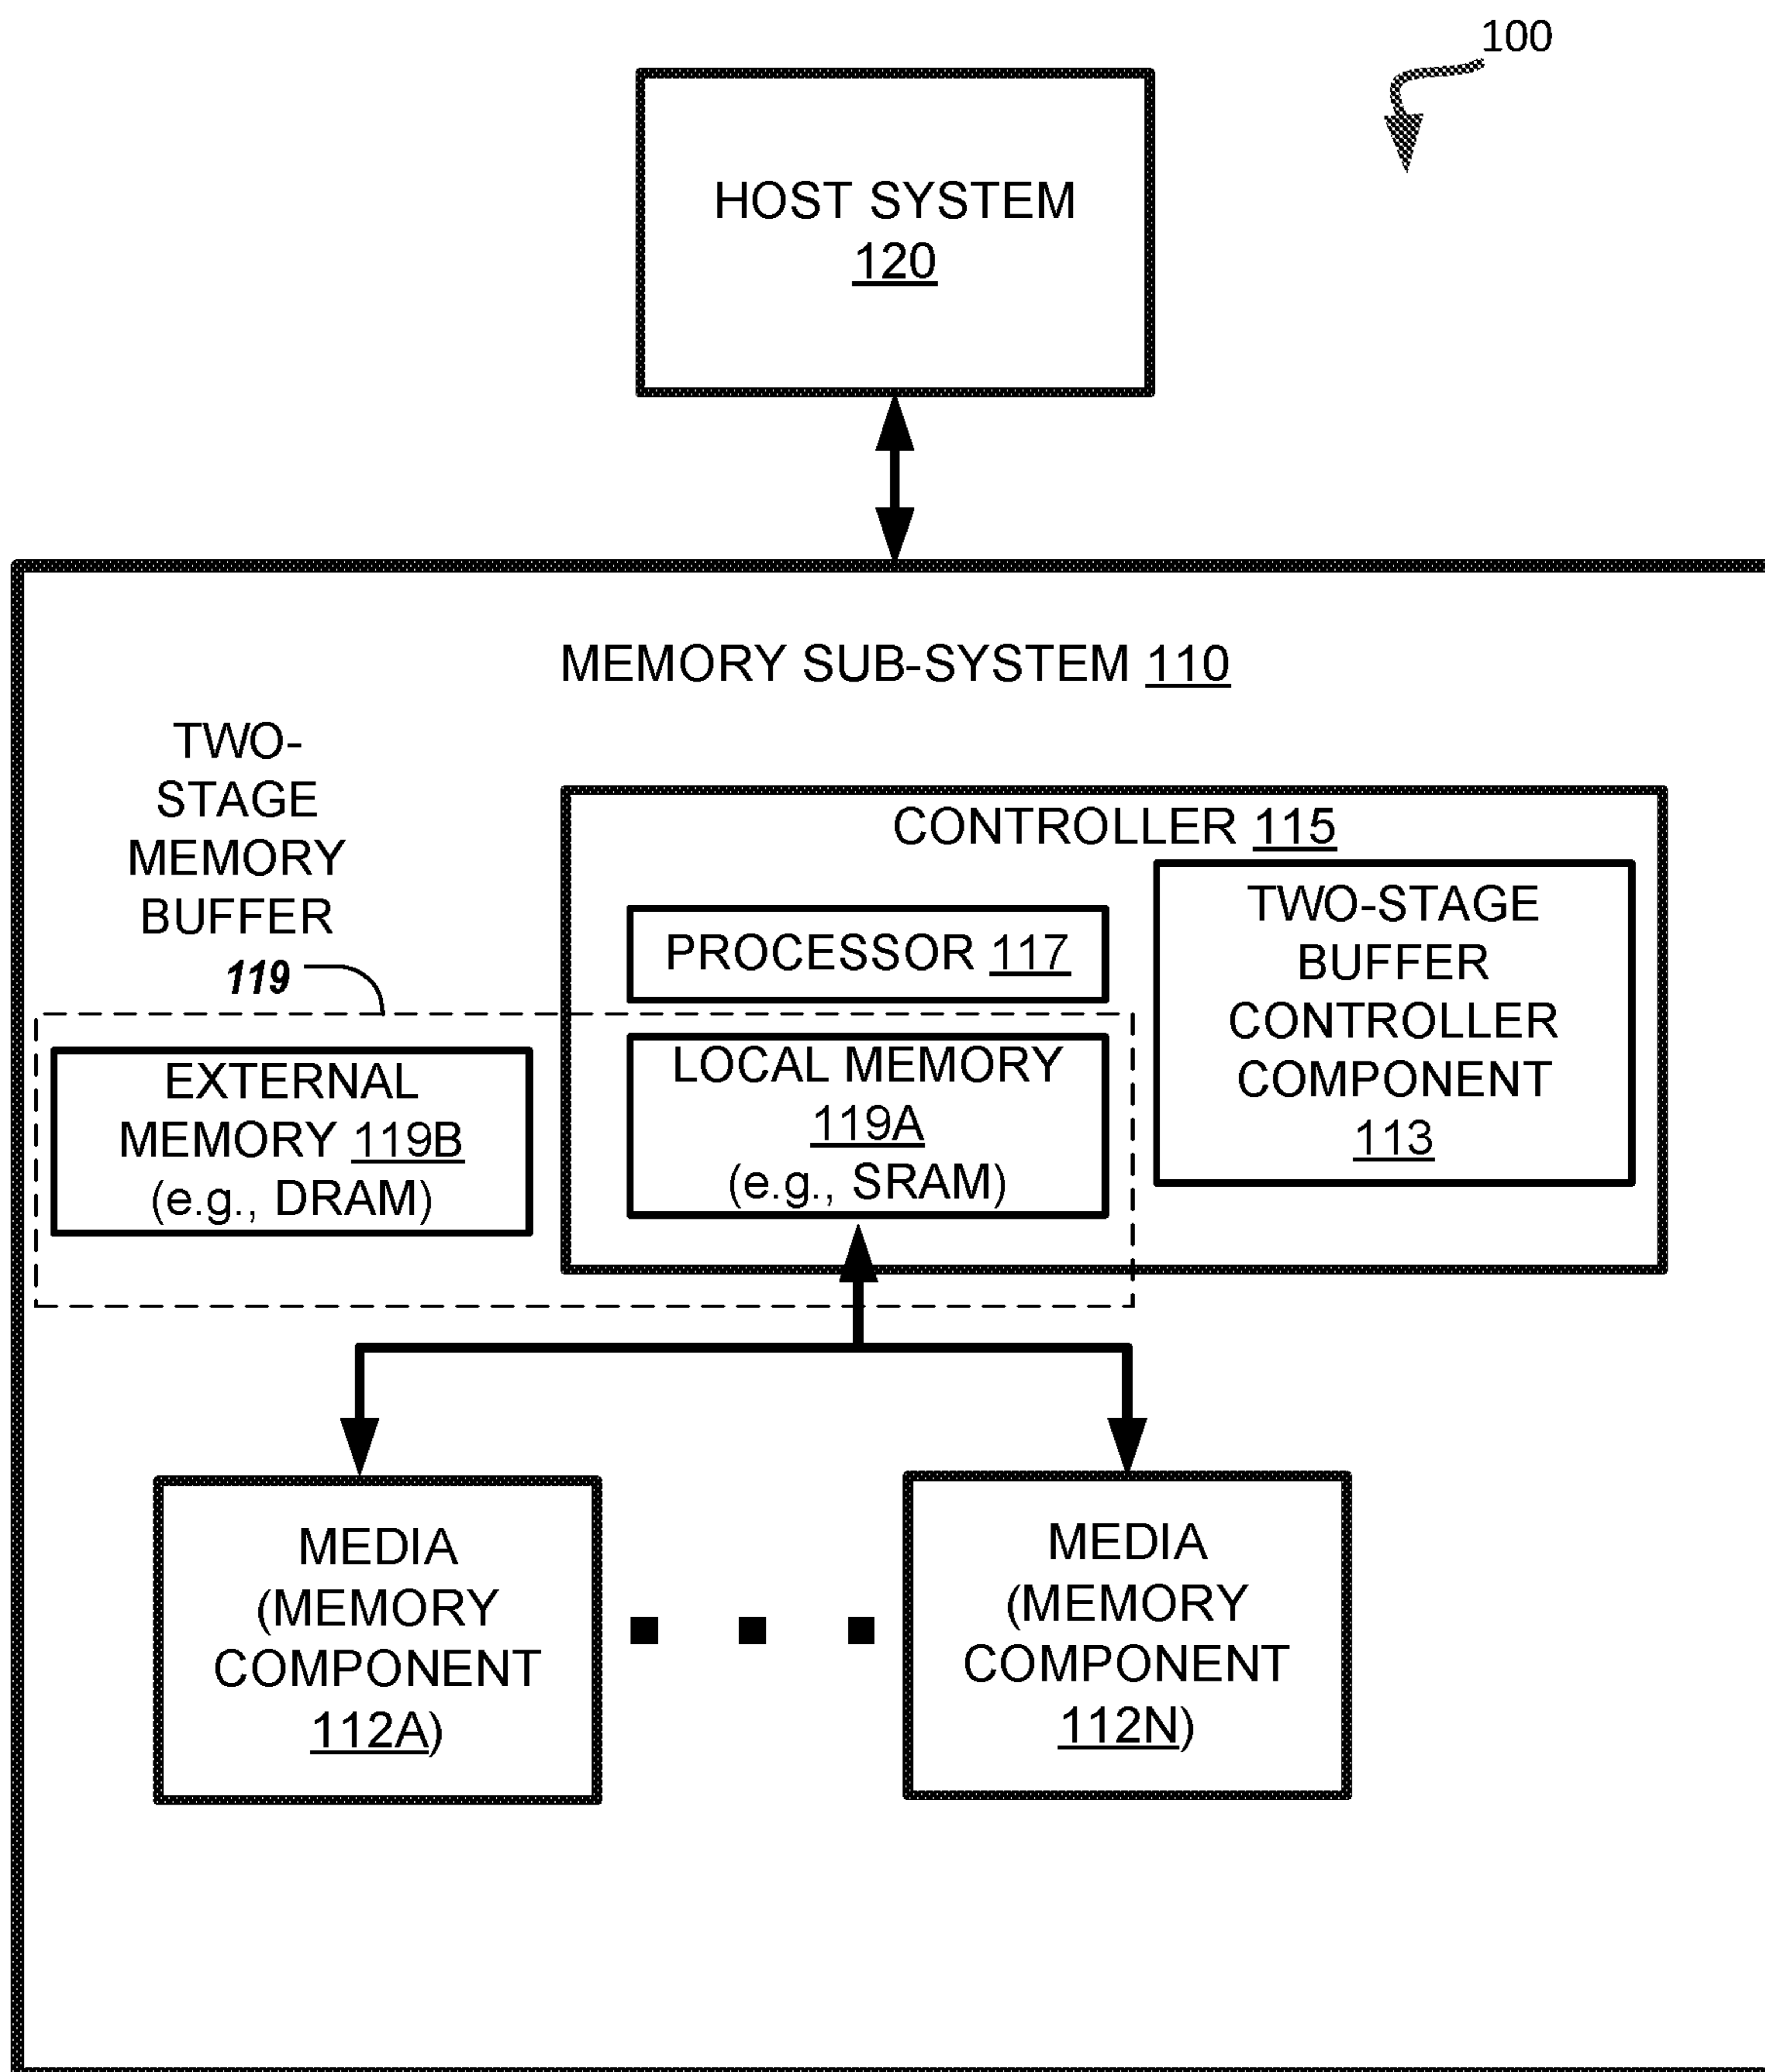 100
HOST SYSTEM
120
MEMORY SUB-SYSTEM 110
TWO-
STAGE
MEMORY
BUFFER
119
CONTROLLER 115
PROCESSOR 117
TWO-STAGE
BUFFER
CONTROLLER
COMPONENT
113
EXTERNAL
MEMORY 119B
(e.g., DRAM)
LOCAL MEMORY
119A
(e.g., SRAM)
MEDIA
(MEMORY
COMPONENT
112A)
MEDIA
(MEMORY
COMPONENT
112N)